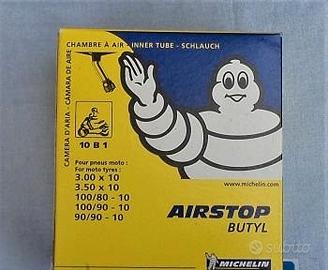 CHAMBRE À AIR - INNER TUBE - SCHLAUCH
CAMERA D'ARIA - CÁMARA DE AIRE
10 B 1
Pour pneus moto :
For moto tyres :
3.00 x 10
3.50 x 10
100/80 - 10
100/90 - 10
90/90 - 10
www.michelin.com
AIRSTOP
BUTYL
MICHELIN
subito